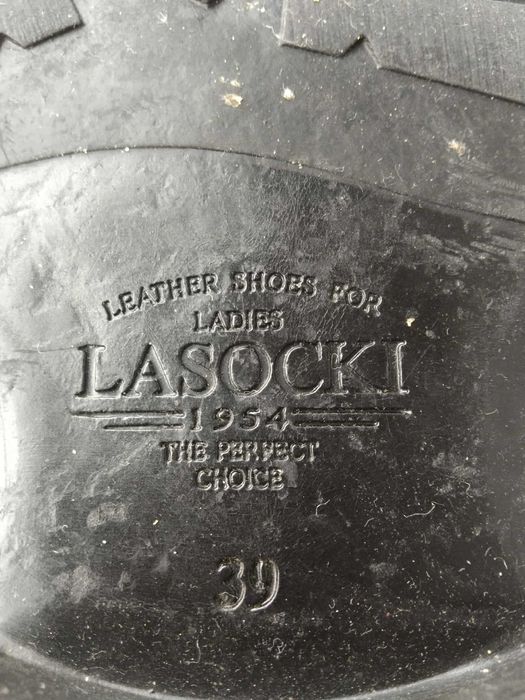 LEATHER SHOES FOR
LADIES
LASOCKI
1954
THE PERFECT
CHOICE
39